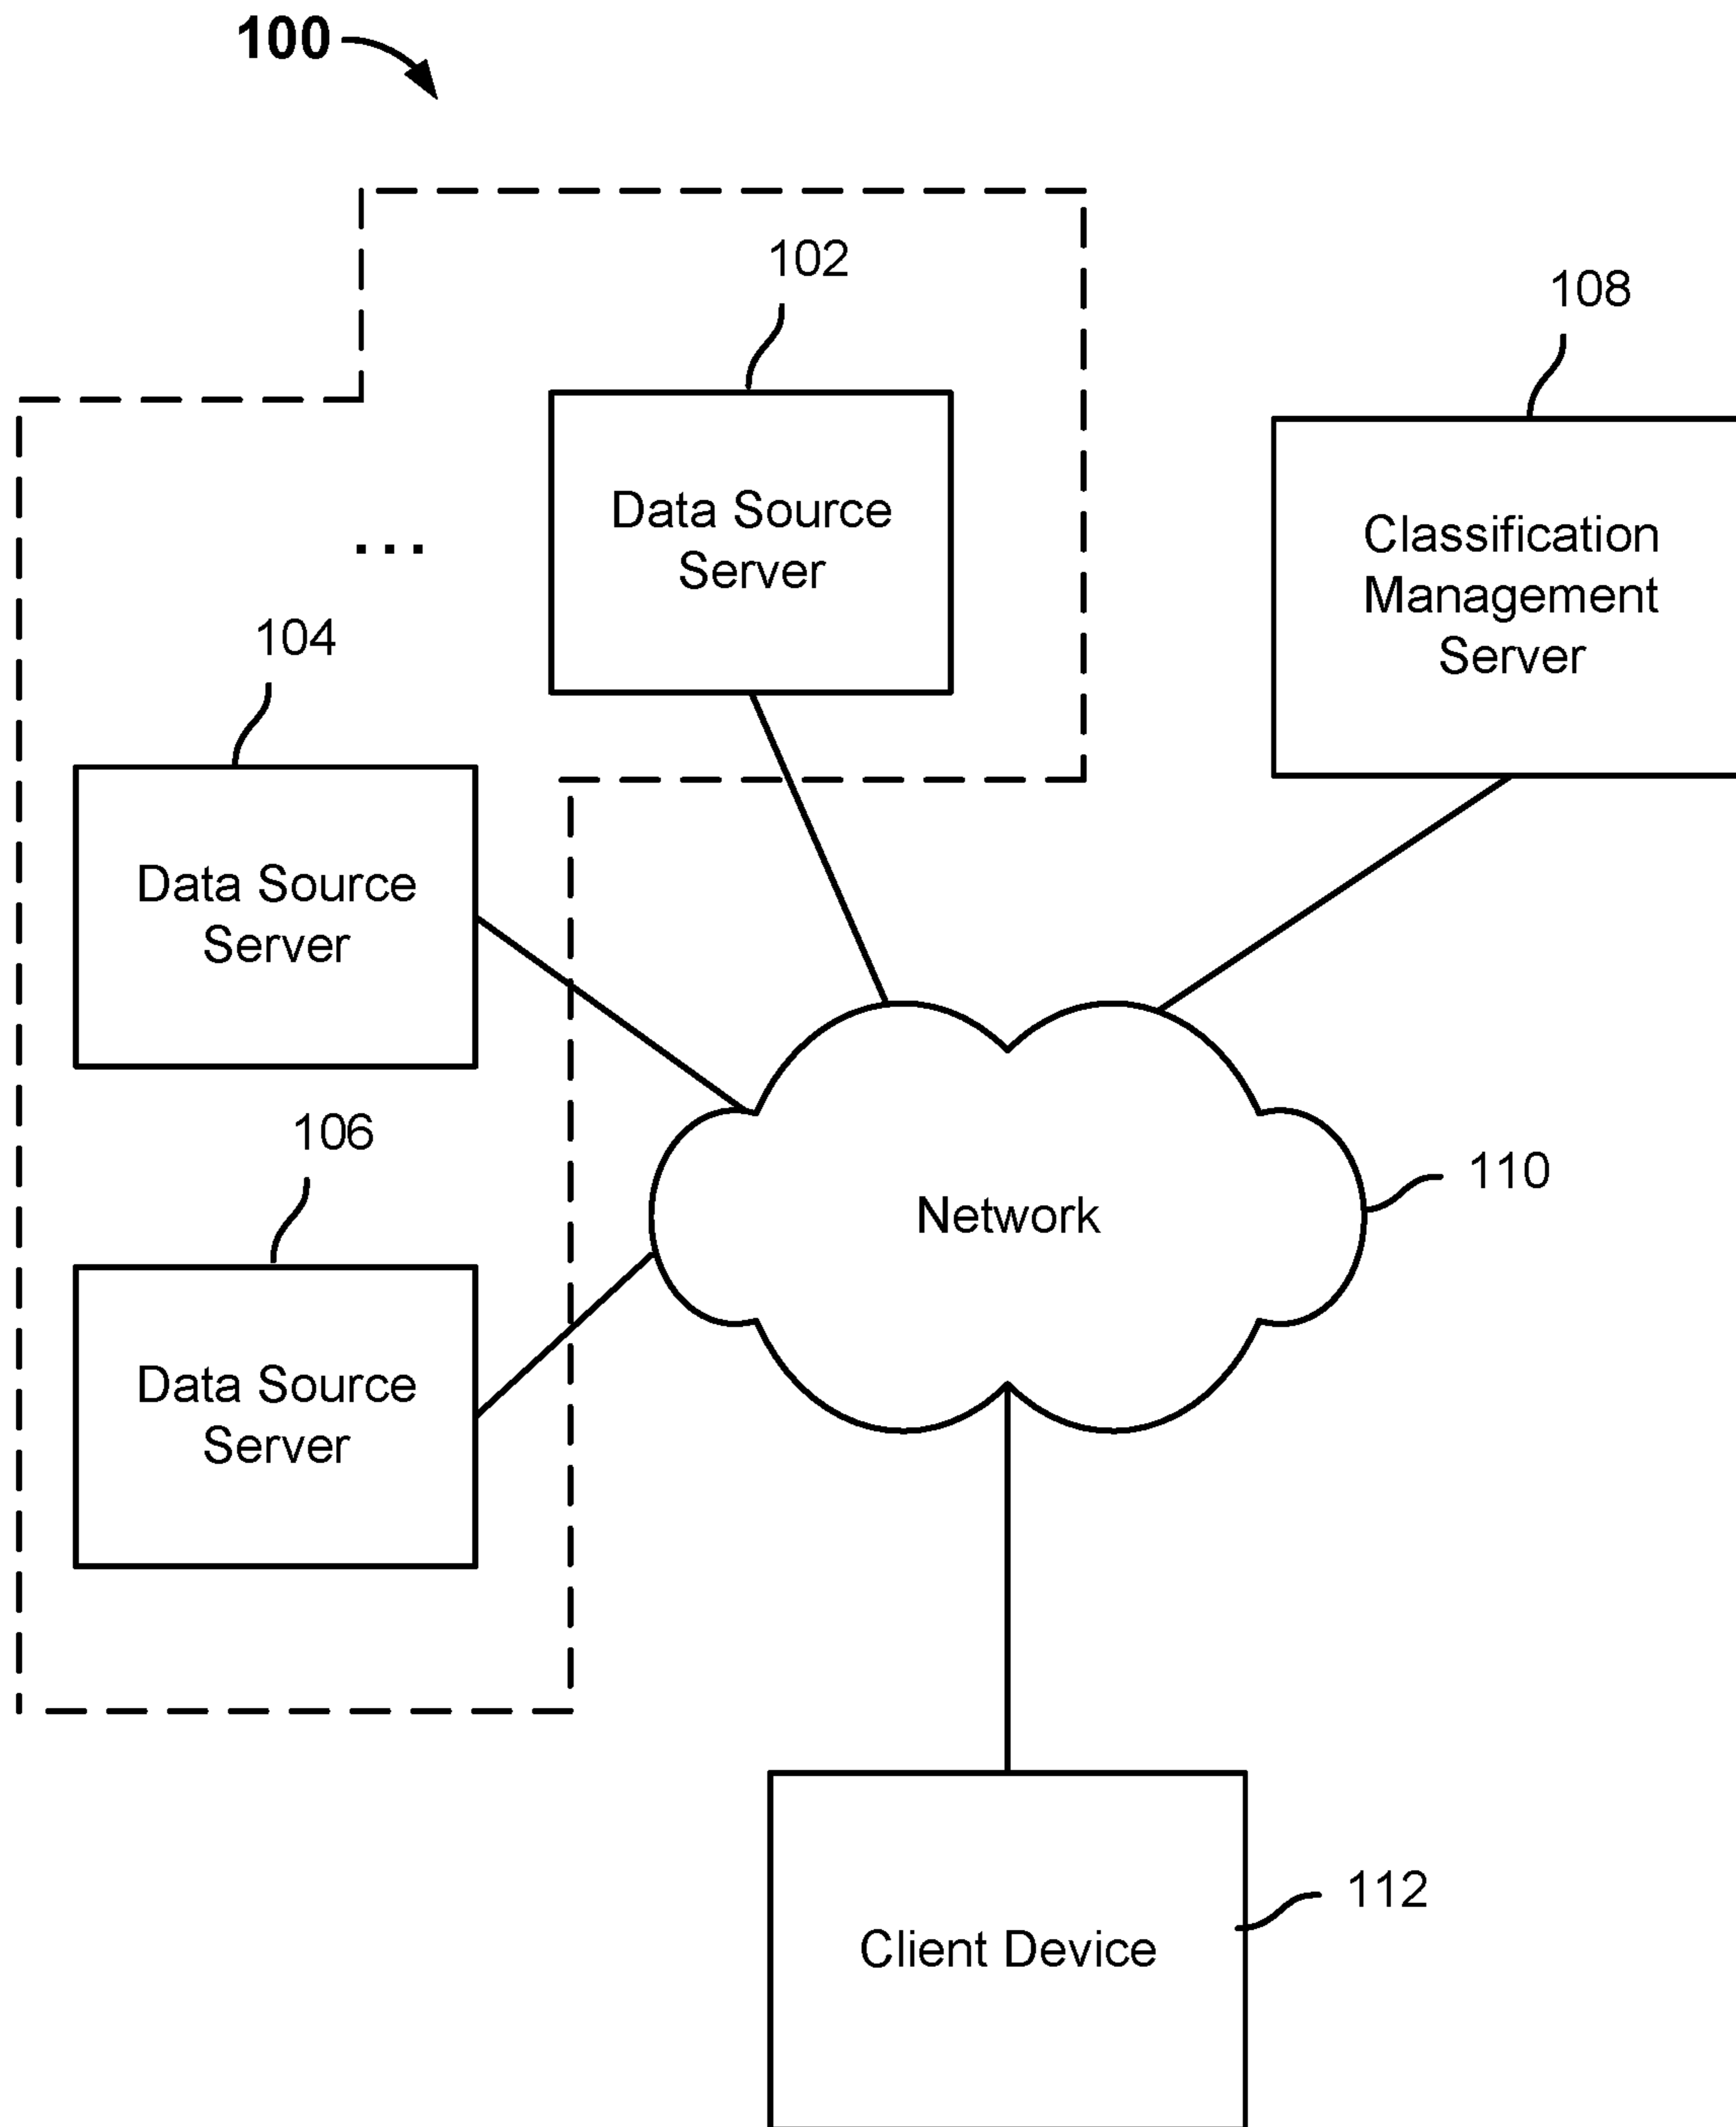 100
102
108
Data Source
Server
Classification
Management
Server
...
104
Data Source
Server
106
110
Network
Data Source
Server
112
Client Device